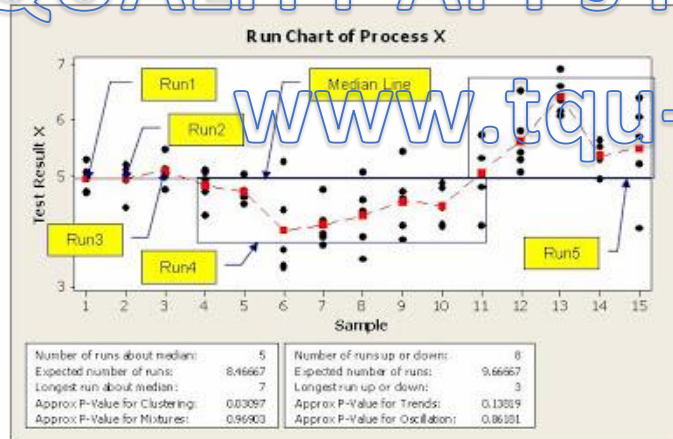 QUALITY APPS
Run Chart of Process X
7
Run1
Median Line
www.tqu-
6
Run2
Test Result X
5
Run3
Run4
Run5
3
1 2 3 4 5 6 7 8 9 10 11 12 13 14 15
Sample
Number of runs about median: 5
Expected number of runs: 8.46667
Longest run about median: 7
Approx P-Value for Clustering: 0.03097
Approx P-Value for Mixtures: 0.96903
Number of runs up or down: 8
Expected number of runs: 9.66667
Longest run up or down: 3
Approx P-Value for Trends: 0.13819
Approx P-Value for Oscillation: 0.86181